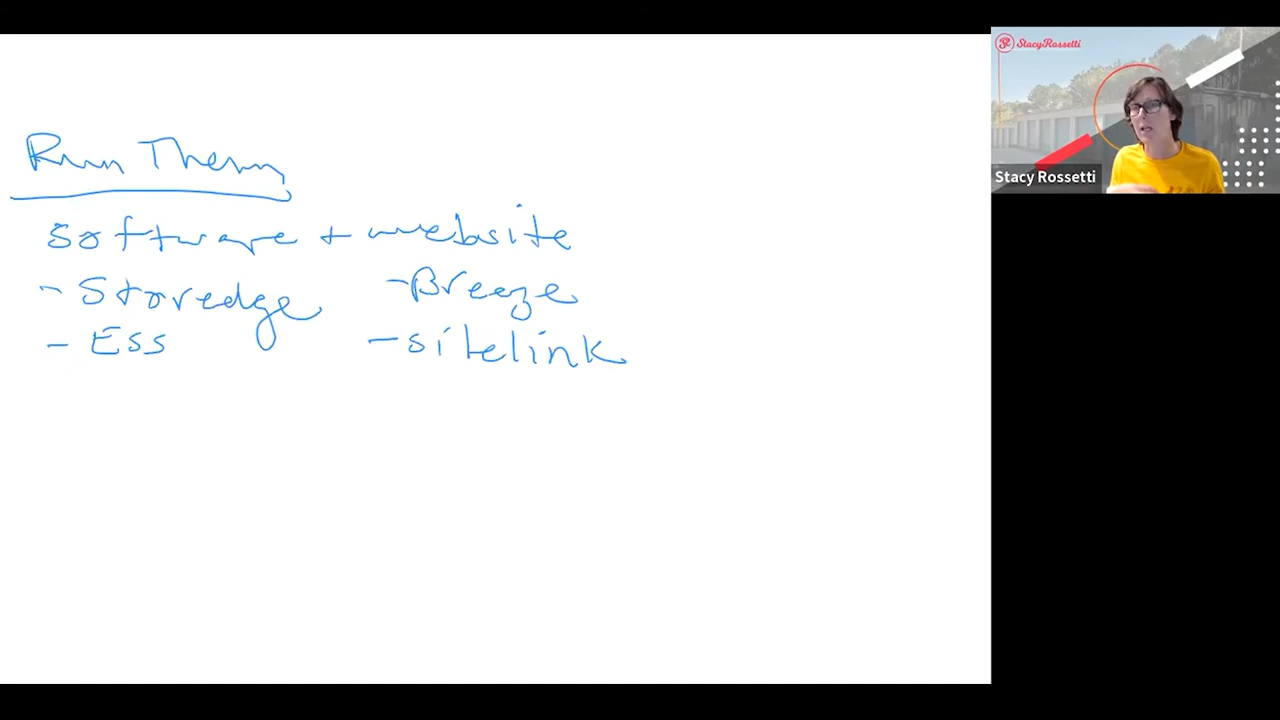 Run Them
software + website
- Storedge - Breeze
- Ess - sitelink
StacyRossetti
Stacy Rossetti